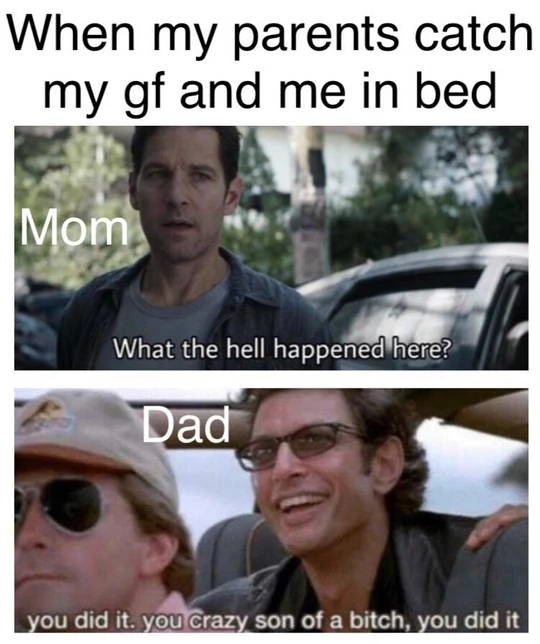 When my parents catch
my gf and me in bed
Mom
What the hell happened here?
Dad
you did it. you crazy son of a bitch, you did it